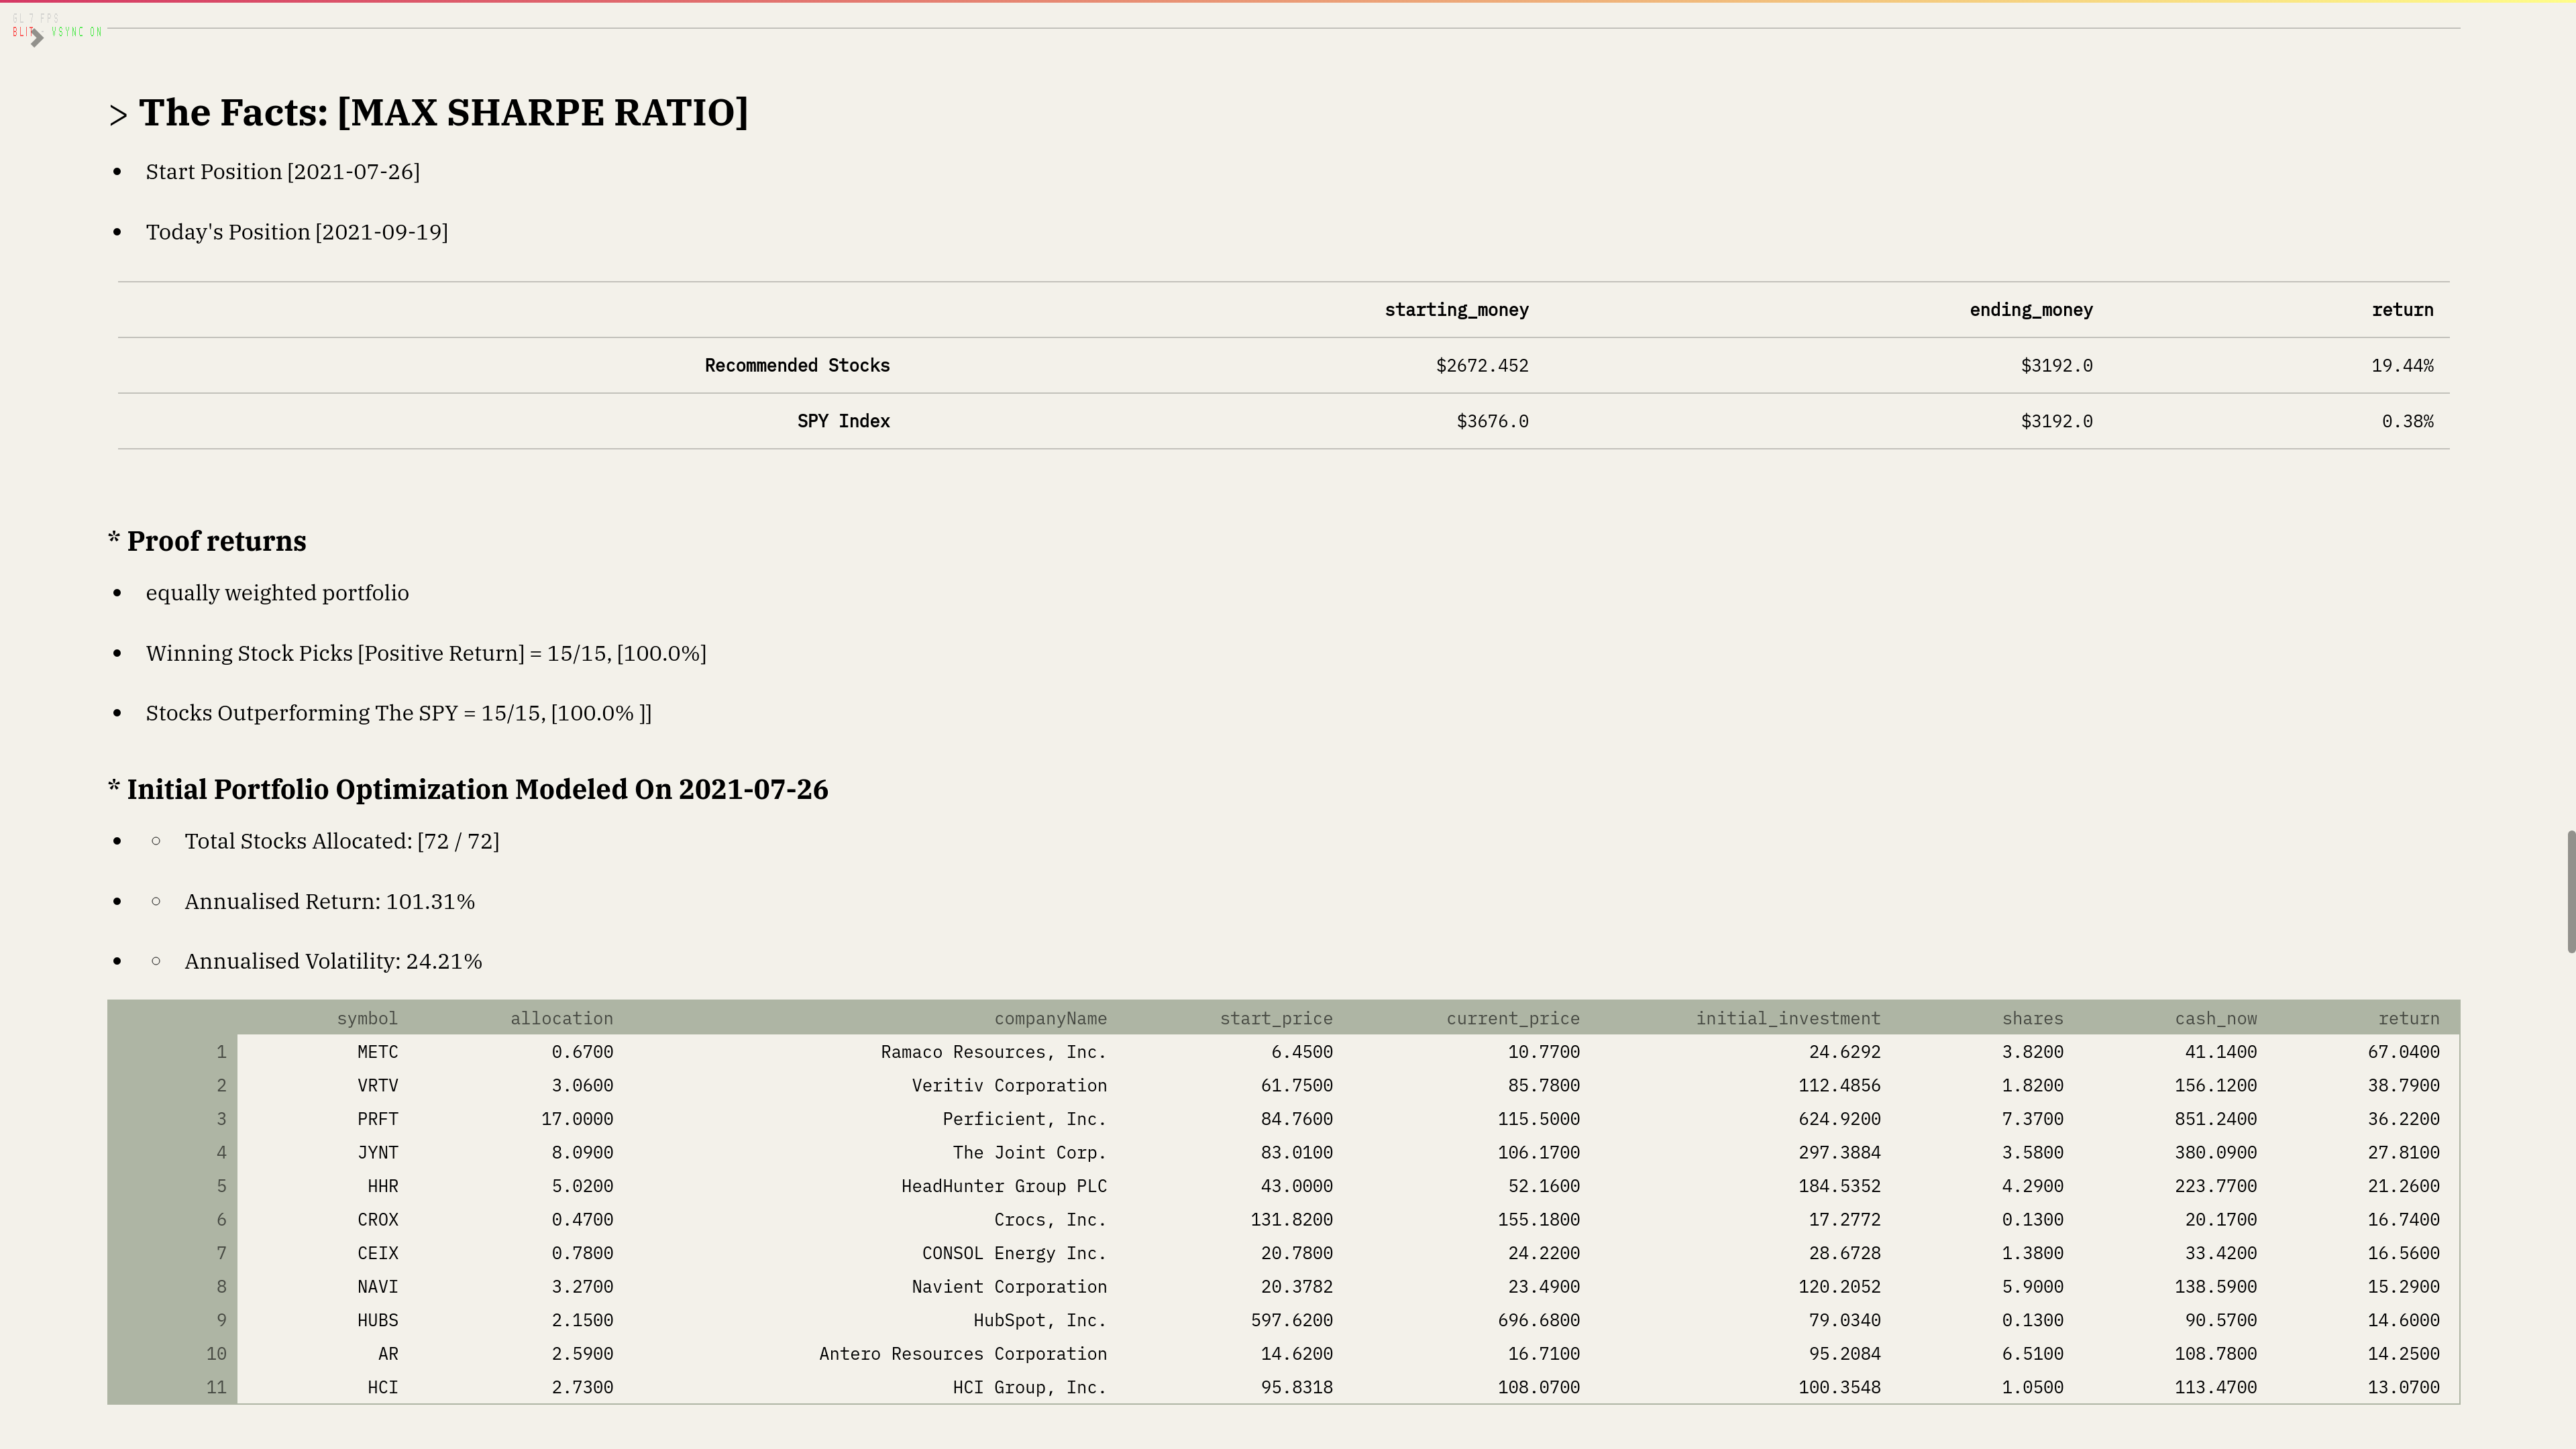 GL 7 FPS
BLIT - VSYNC ON
> The Facts: [MAX SHARPE RATIO]
• Start Position [2021-07-26]
• Today's Position [2021-09-19]
starting_money ending_money return
Recommended Stocks $2672.452 $3192.0 19.44%
SPY Index $3676.0 $3192.0 0.38%
* Proof returns
• equally weighted portfolio
• Winning Stock Picks [Positive Return] = 15/15, [100.0%]
• Stocks Outperforming The SPY = 15/15, [100.0% ]]
* Initial Portfolio Optimization Modeled On 2021-07-26
• ○ Total Stocks Allocated: [72 / 72]
• ○ Annualised Return: 101.31%
• ○ Annualised Volatility: 24.21%
symbol allocation companyName start_price current_price initial_investment shares cash_now return
1 METC 0.6700 Ramaco Resources, Inc. 6.4500 10.7700 24.6292 3.8200 41.1400 67.0400
2 VRTV 3.0600 Veritiv Corporation 61.7500 85.7800 112.4856 1.8200 156.1200 38.7900
3 PRFT 17.0000 Perficient, Inc. 84.7600 115.5000 624.9200 7.3700 851.2400 36.2200
4 JYNT 8.0900 The Joint Corp. 83.0100 106.1700 297.3884 3.5800 380.0900 27.8100
5 HHR 5.0200 HeadHunter Group PLC 43.0000 52.1600 184.5352 4.2900 223.7700 21.2600
6 CROX 0.4700 Crocs, Inc. 131.8200 155.1800 17.2772 0.1300 20.1700 16.7400
7 CEIX 0.7800 CONSOL Energy Inc. 20.7800 24.2200 28.6728 1.3800 33.4200 16.5600
8 NAVI 3.2700 Navient Corporation 20.3782 23.4900 120.2052 5.9000 138.5900 15.2900
9 HUBS 2.1500 HubSpot, Inc. 597.6200 696.6800 79.0340 0.1300 90.5700 14.6000
10 AR 2.5900 Antero Resources Corporation 14.6200 16.7100 95.2084 6.5100 108.7800 14.2500
11 HCI 2.7300 HCI Group, Inc. 95.8318 108.0700 100.3548 1.0500 113.4700 13.0700